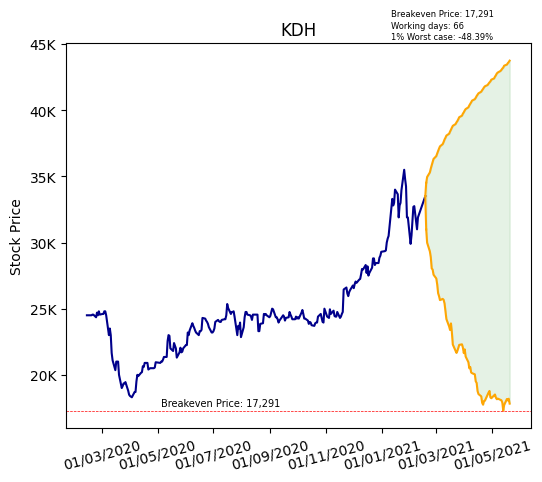 Breakeven Price: 17,291
Working days: 66
1% Worst case: -48.39%
KDH
45K
40K
35K
30K
25K
20K
Stock Price
Breakeven Price: 17,291
01/03/2020
01/05/2020
01/07/2020
01/09/2020
01/11/2020
01/01/2021
01/03/2021
01/05/2021